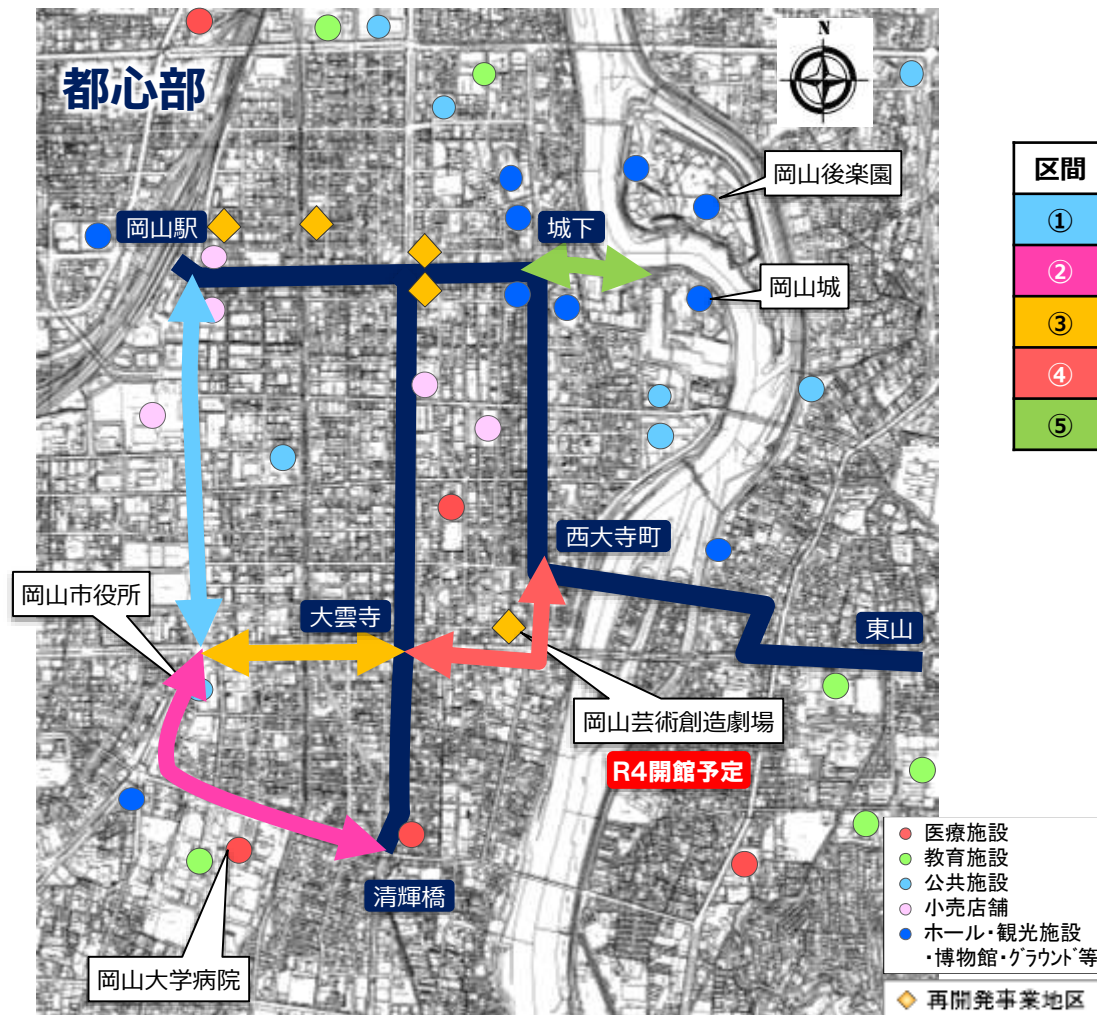 都心部
N
岡山後楽園
岡山駅
城下
岡山城
区間
①
②
③
④
⑤
西大寺町
岡山市役所
大雲寺
東山
岡山芸術創造劇場
R4開館予定
清輝橋
岡山大学病院
医療施設
教育施設
公共施設
小売店舗
ホール・観光施設
・博物館・グラウンド等
再開発事業地区